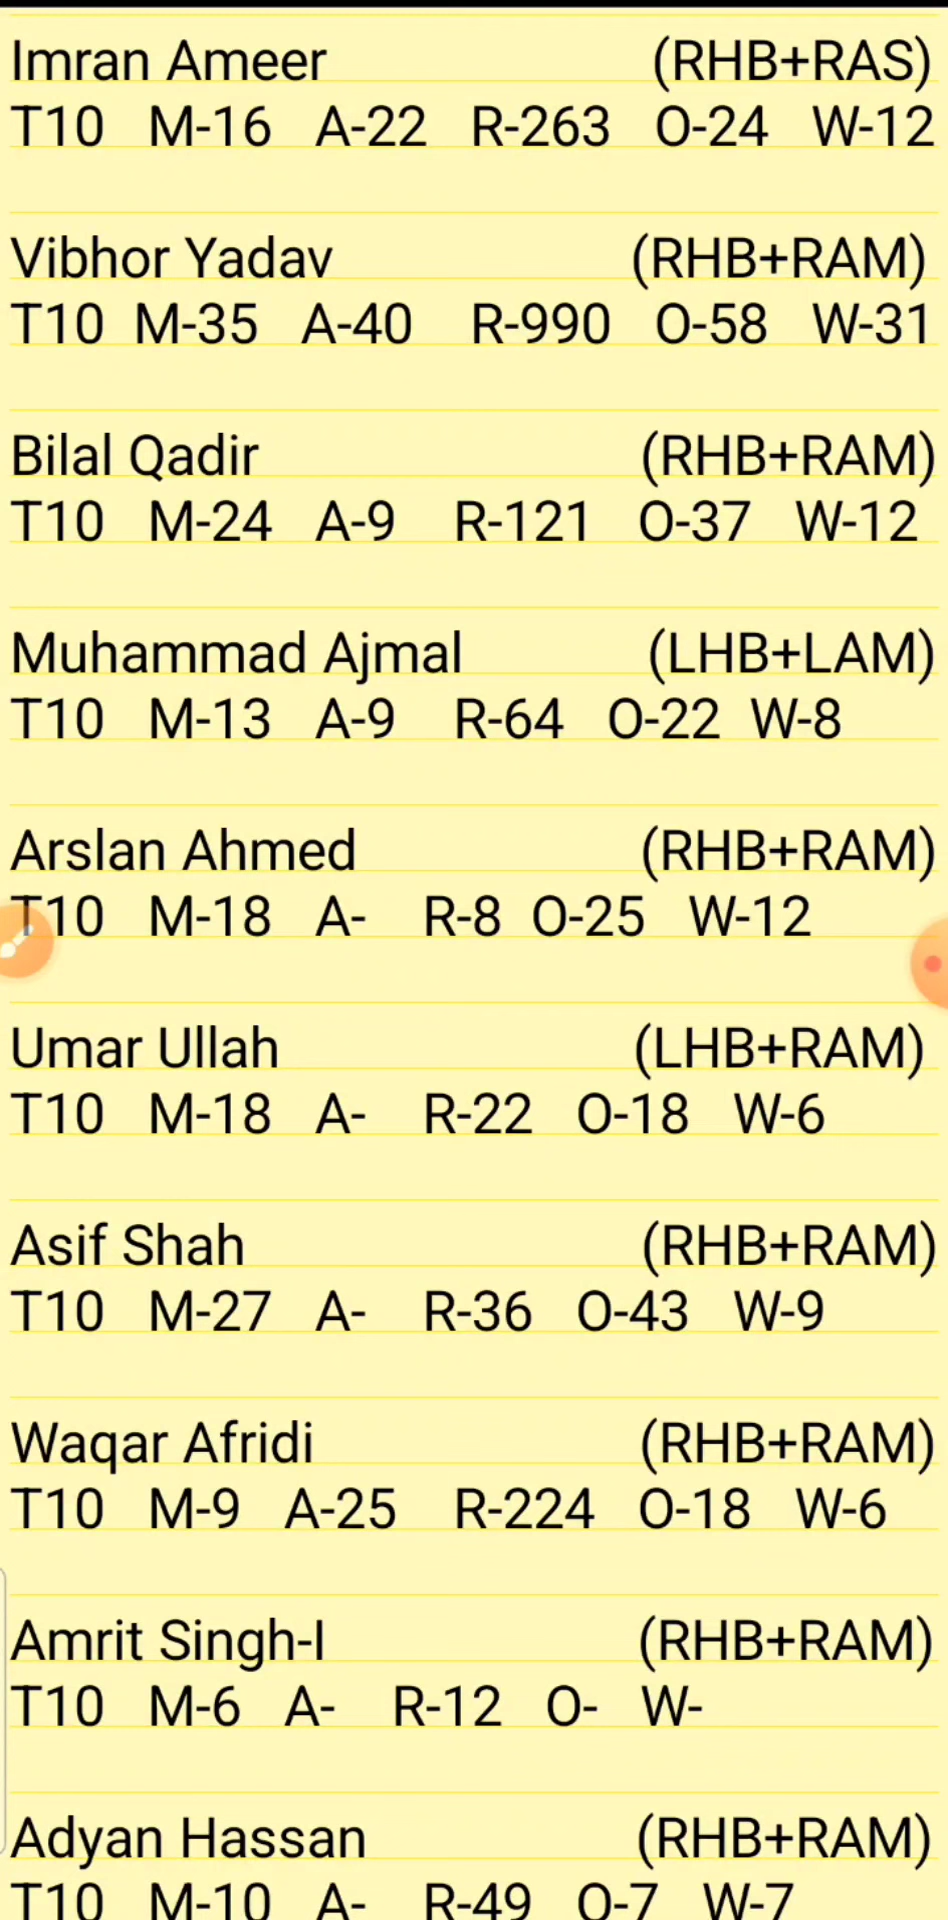 Imran Ameer (RHB+RAS)
T10 M-16 A-22 R-263 O-24 W-12
Vibhor Yadav (RHB+RAM)
T10 M-35 A-40 R-990 O-58 W-31
Bilal Qadir (RHB+RAM)
T10 M-24 A-9 R-121 O-37 W-12
Muhammad Ajmal (LHB+LAM)
T10 M-13 A-9 R-64 O-22 W-8
Arslan Ahmed (RHB+RAM)
T10 M-18 A- R-8 O-25 W-12
Umar Ullah (LHB+RAM)
T10 M-18 A- R-22 O-18 W-6
Asif Shah (RHB+RAM)
T10 M-27 A- R-36 O-43 W-9
Waqar Afridi (RHB+RAM)
T10 M-9 A-25 R-224 O-18 W-6
Amrit Singh-I (RHB+RAM)
T10 M-6 A- R-12 O- W-
Adyan Hassan (RHB+RAM)
T10 M-10 A- R-49 O-7 W-7